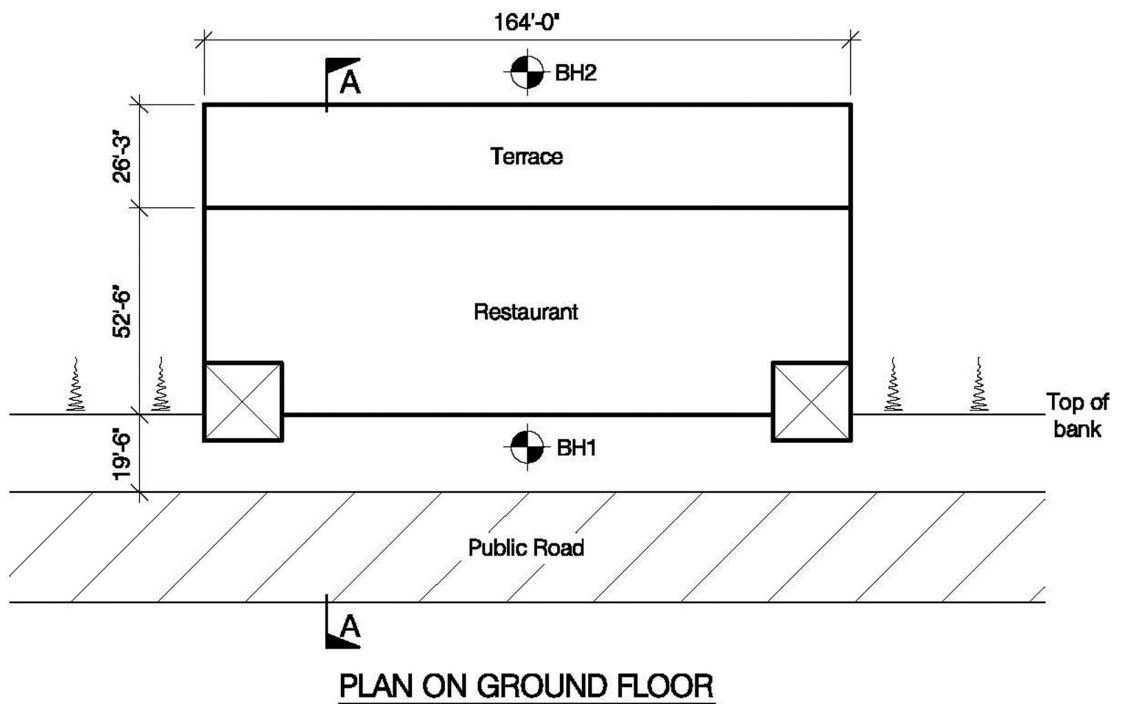 164'-0"
A
BH2
26'-3"
Terrace
52'-6"
Restaurant
Top of
bank
19'-6"
BH1
Public Road
A
PLAN ON GROUND FLOOR